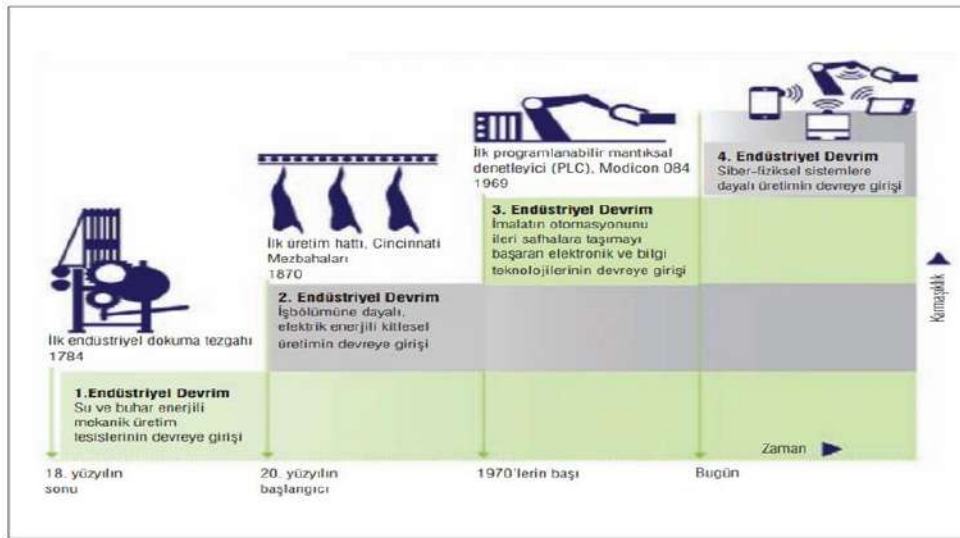 İlk endüstriyel dokuma tezgahı
1784
1.Endüstriyel Devrim
Su ve buhar enerjili
mekanik üretim
tesislerinin devreye girişi
18. yüzyılın
sonu
İlk üretim hattı, Cincinnati
Mezbahaları
1870
2. Endüstriyel Devrim
İşbölümüne dayalı,
elektrik enerjili kitlesel
üretimin devreye girişi
20. yüzyılın
başlangıcı
İlk programlanabilir mantıksal
denetleyici (PLC), Modicon 084
1969
3. Endüstriyel Devrim
İmalatın otomasyonunu
ileri safhalara taşımayı
başaran elektronik ve bilgi
teknolojilerinin devreye girişi
1970'lerin başı
4. Endüstriyel Devrim
Siber-fiziksel sistemlere
dayalı üretimin devreye girişi
Bugün
Zaman
Karmaşıklık